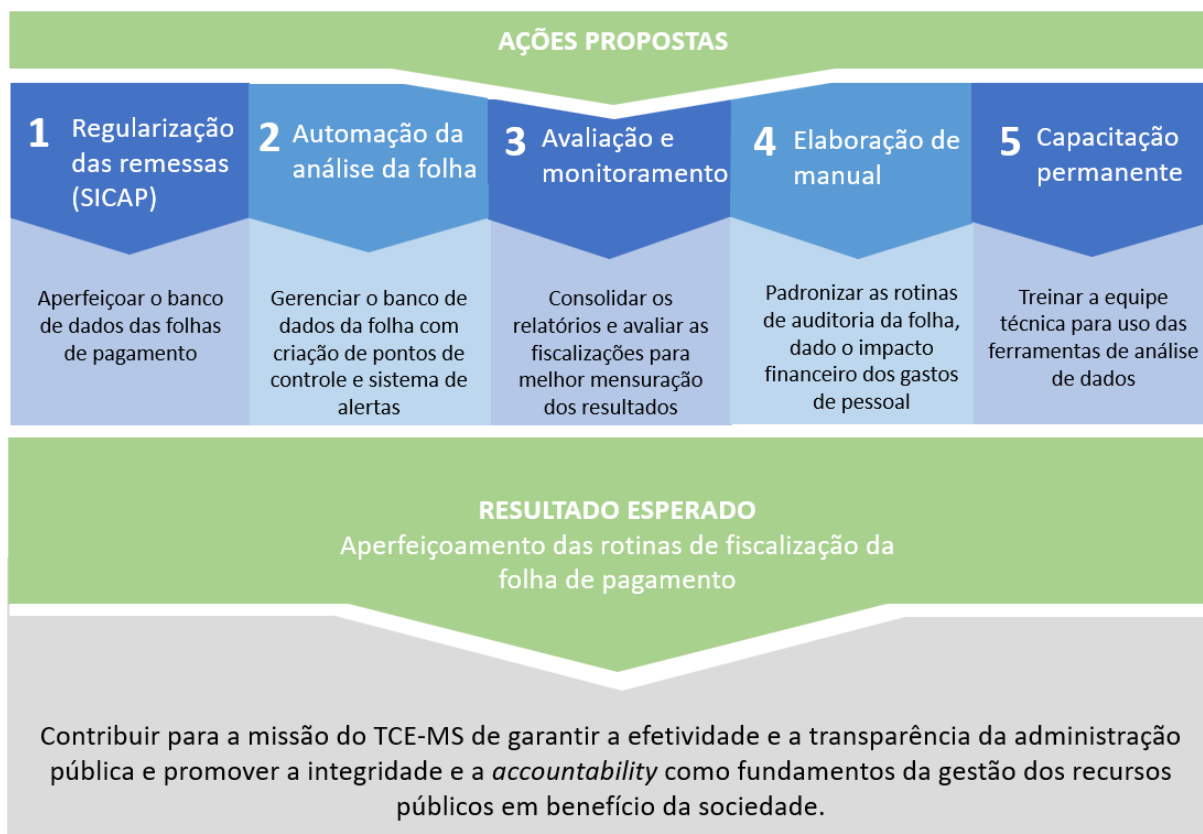 AÇÕES PROPOSTAS
1 Regularização
das remessas
(SICAP)
Aperfeiçoar o banco
de dados das folhas
de pagamento
2 Automação da
análise da folha
Gerenciar o banco de
dados da folha com
criação de pontos de
controle e sistema de
alertas
3 Avaliação e
monitoramento
Consolidar os
relatórios e avaliar as
fiscalizações para
melhor mensuração
dos resultados
4 Elaboração de
manual
Padronizar as rotinas
de auditoria da folha,
dado o impacto
financeiro dos gastos
de pessoal
5 Capacitação
permanente
Treinar a equipe
técnica para uso das
ferramentas de análise
de dados
RESULTADO ESPERADO
Aperfeiçoamento das rotinas de fiscalização da
folha de pagamento
Contribuir para a missão do TCE-MS de garantir a efetividade e a transparência da administração
pública e promover a integridade e a accountability como fundamentos da gestão dos recursos
públicos em benefício da sociedade.